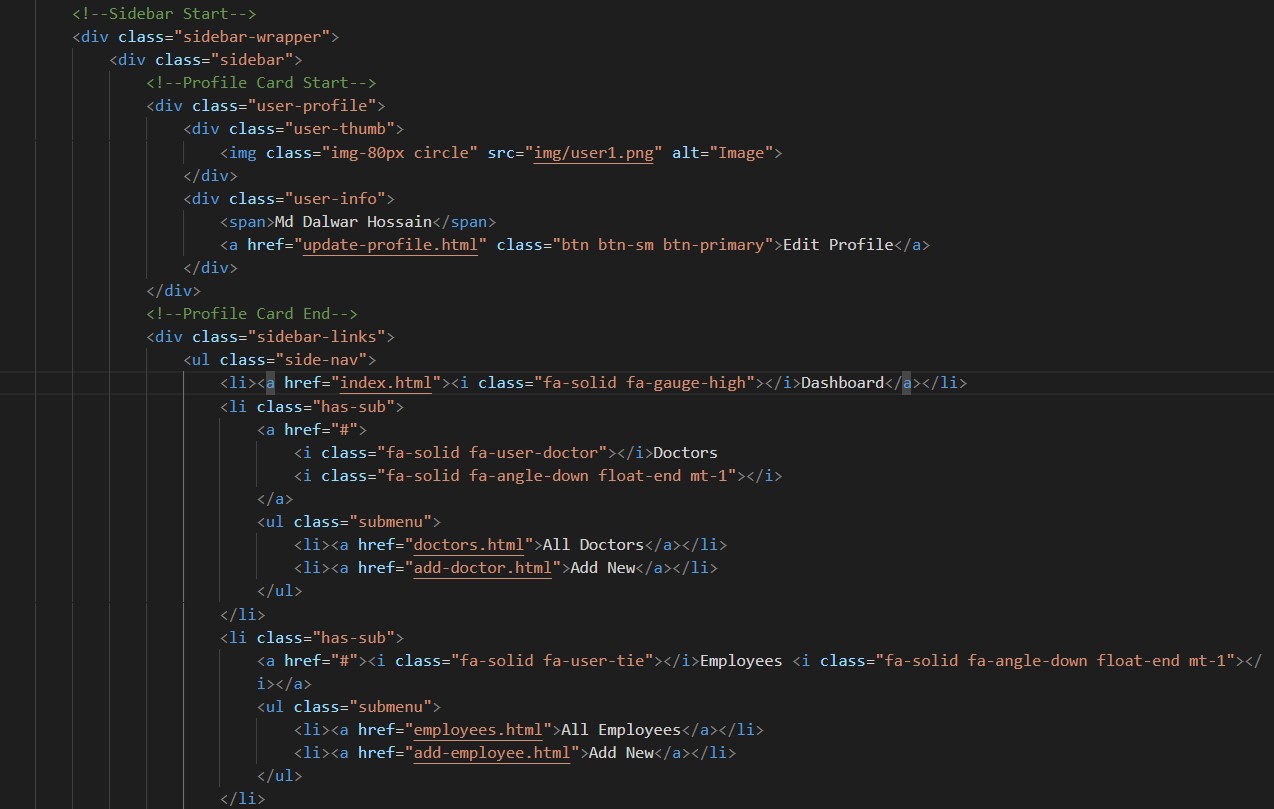 <!--Sidebar Start-->
<div class="sidebar-wrapper">
<div class="sidebar">
<!--Profile Card Start-->
<div class="user-profile">
<div class="user-thumb">
<img class="img-80px circle" src="img/user1.png" alt="Image">
</div>
<div class="user-info">
<span>Md Dalwar Hossain</span>
<a href="update-profile.html" class="btn btn-sm btn-primary">Edit Profile</a>
</div>
</div>
<!--Profile Card End-->
<div class="sidebar-links">
<ul class="side-nav">
<li><a href="index.html"><i class="fa-solid fa-gauge-high"></i>Dashboard</a></li>
<li class="has-sub">
<a href="#">
<i class="fa-solid fa-user-doctor"></i>Doctors
<i class="fa-solid fa-angle-down float-end mt-1"></i>
</a>
<ul class="submenu">
<li><a href="doctors.html">All Doctors</a></li>
<li><a href="add-doctor.html">Add New</a></li>
</ul>
</li>
<li class="has-sub">
<a href="#"><i class="fa-solid fa-user-tie"></i>Employees <i class="fa-solid fa-angle-down float-end mt-1"></
i></a>
<ul class="submenu">
<li><a href="employees.html">All Employees</a></li>
<li><a href="add-employee.html">Add New</a></li>
</ul>
</li>